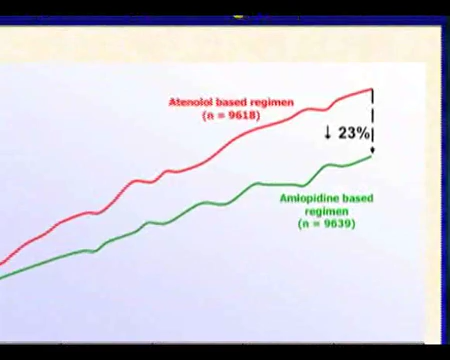 Atenolol based regimen
(n = 9618)
↓ 23%
Amlopidine based
regimen
(n = 9639)